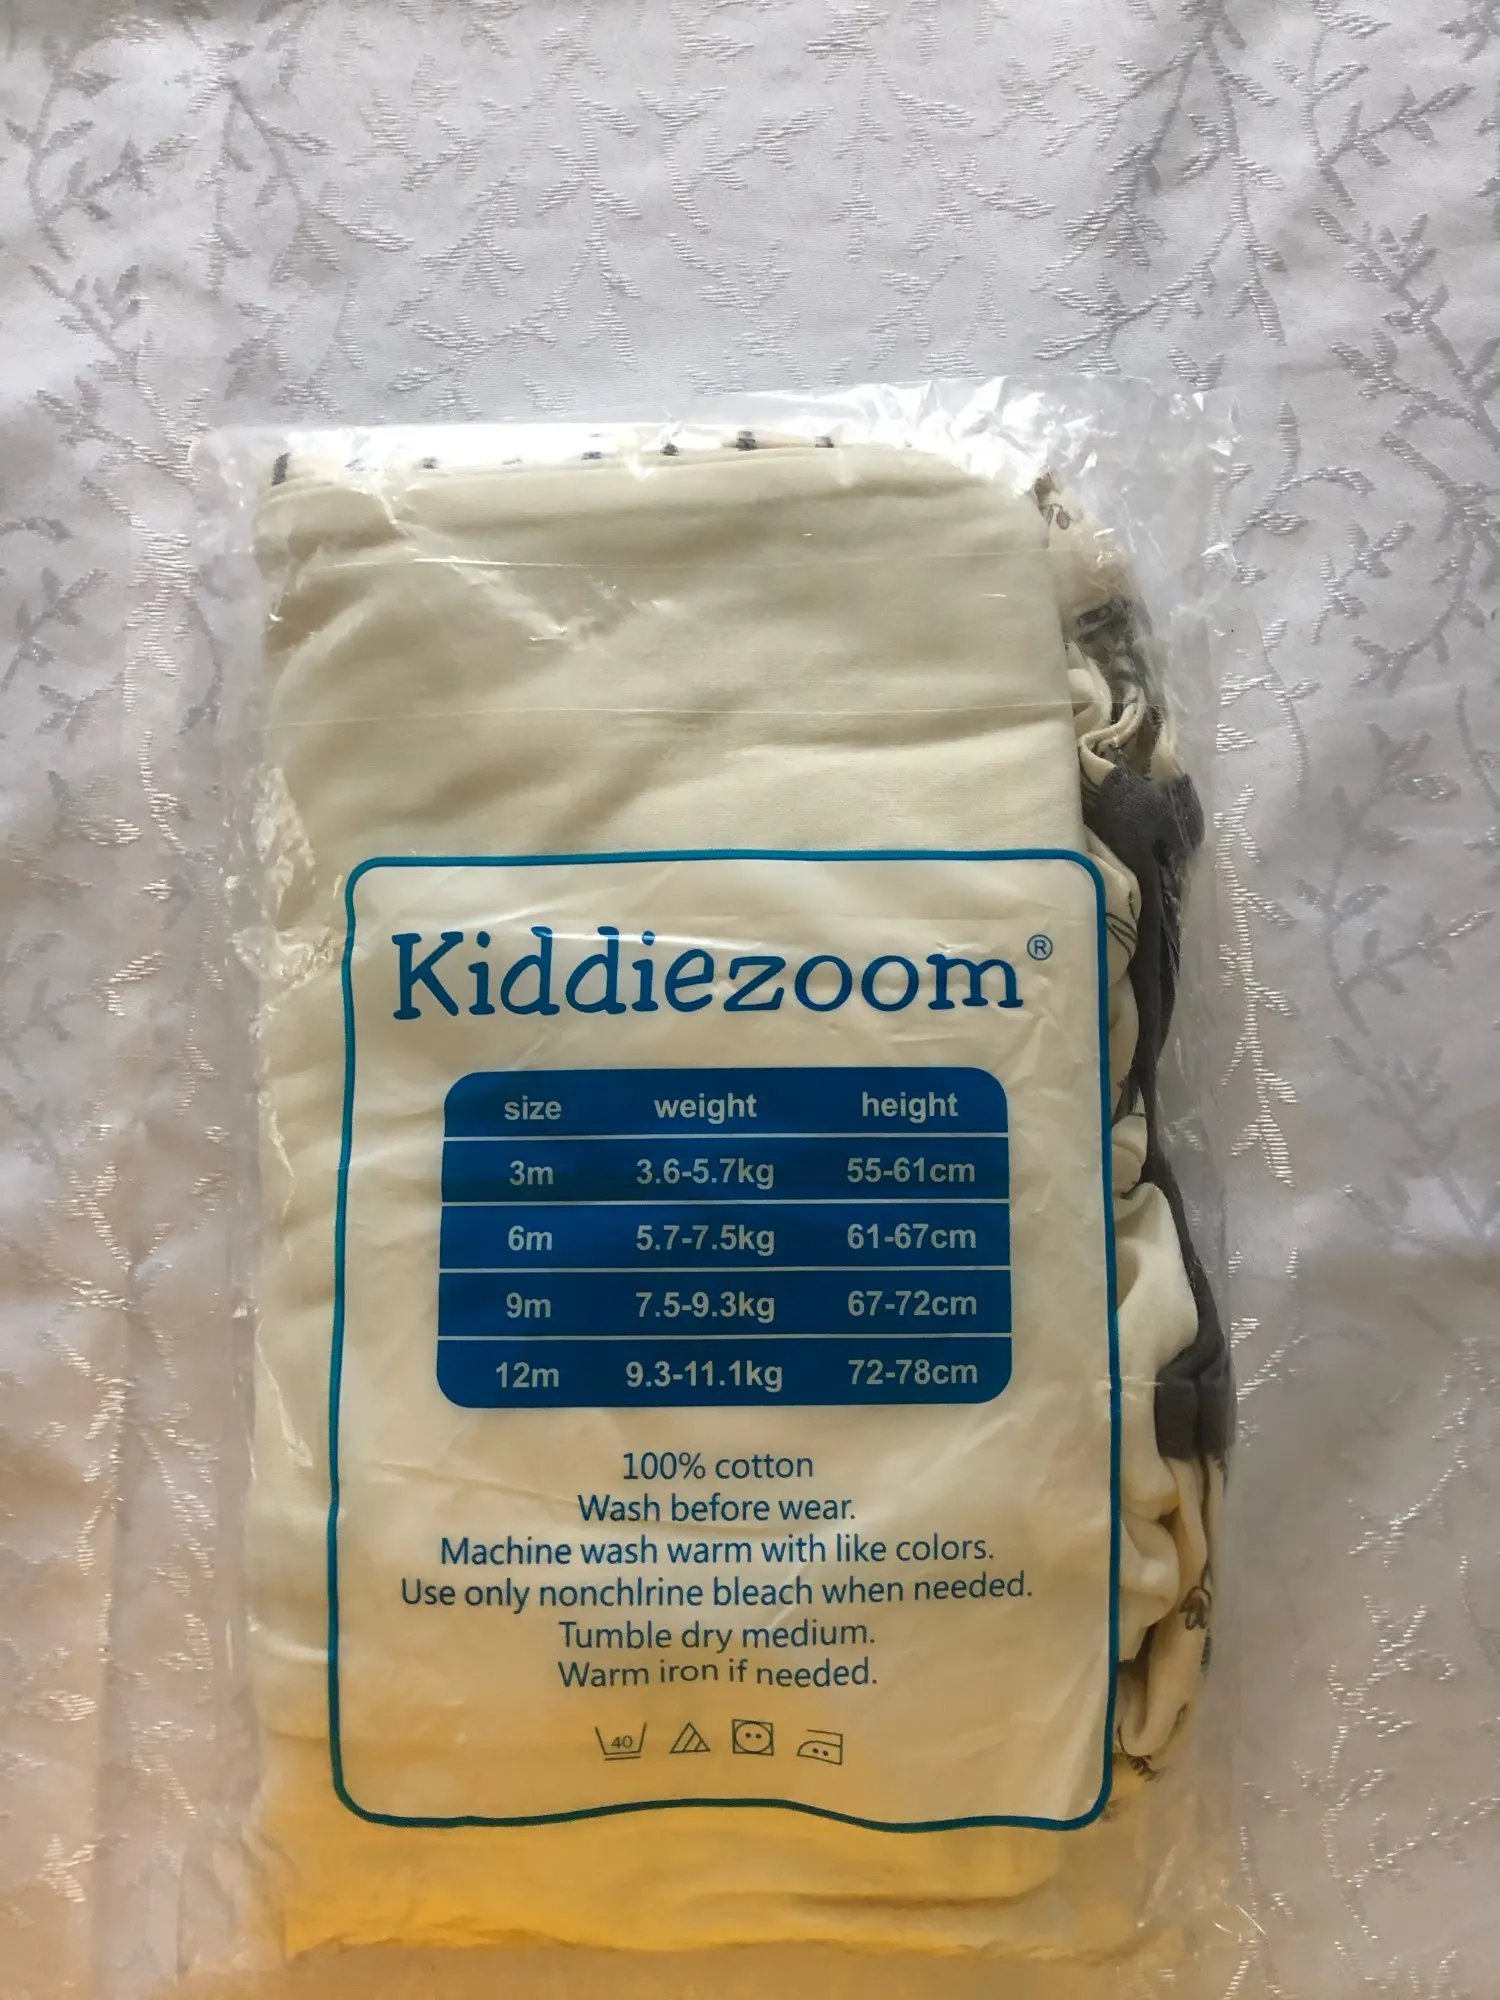 Kiddiezoom®
size weight height
3m 3.6-5.7kg 55-61cm
6m 5.7-7.5kg 61-67cm
9m 7.5-9.3kg 67-72cm
12m 9.3-11.1kg 72-78cm
100% cotton
Wash before wear.
Machine wash warm with like colors.
Use only nonchlrine bleach when needed.
Tumble dry medium.
Warm iron if needed.
40